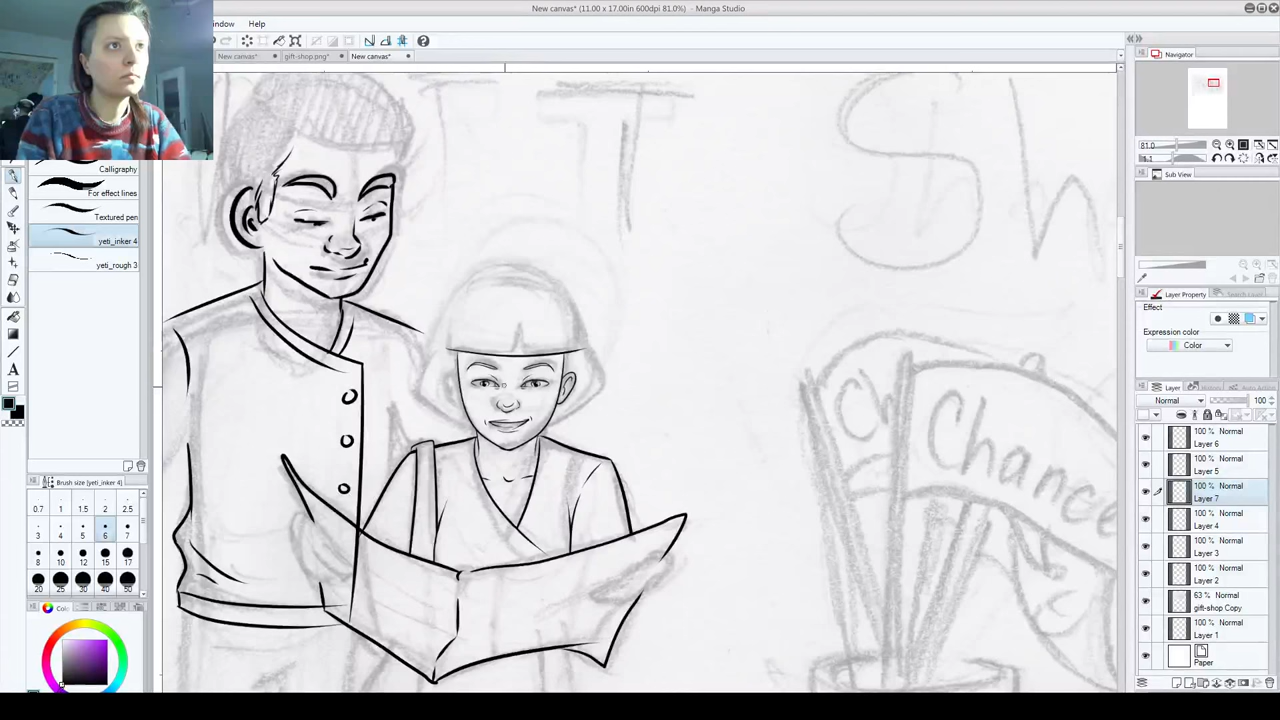 New canvas* (11.00 x 17.00in 600dpi 81.0%) - Manga Studio
Help
New canvas*
gift-shop.png*
New canvas*
Navigator
81.0
Sub View
Layer Property
Search Layer
Effect
Expression color
Color
Layer
Normal
100
100 % Normal
Layer 6
100 % Normal
Layer 5
100 % Normal
Layer 7
100 % Normal
Layer 4
100 % Normal
Layer 3
100 % Normal
Layer 2
63 % Normal
gift-shop Copy
100 % Normal
Layer 1
Paper
Calligraphy
For effect lines
Textured pen
yeti_inker 4
yeti_rough 3
Brush size (yeti_inker 4)
0.7 1 1.5 2 2.5
3 4 5 6 7
8 10 12 15 17
20 25 30 40 50
F T S
Chance